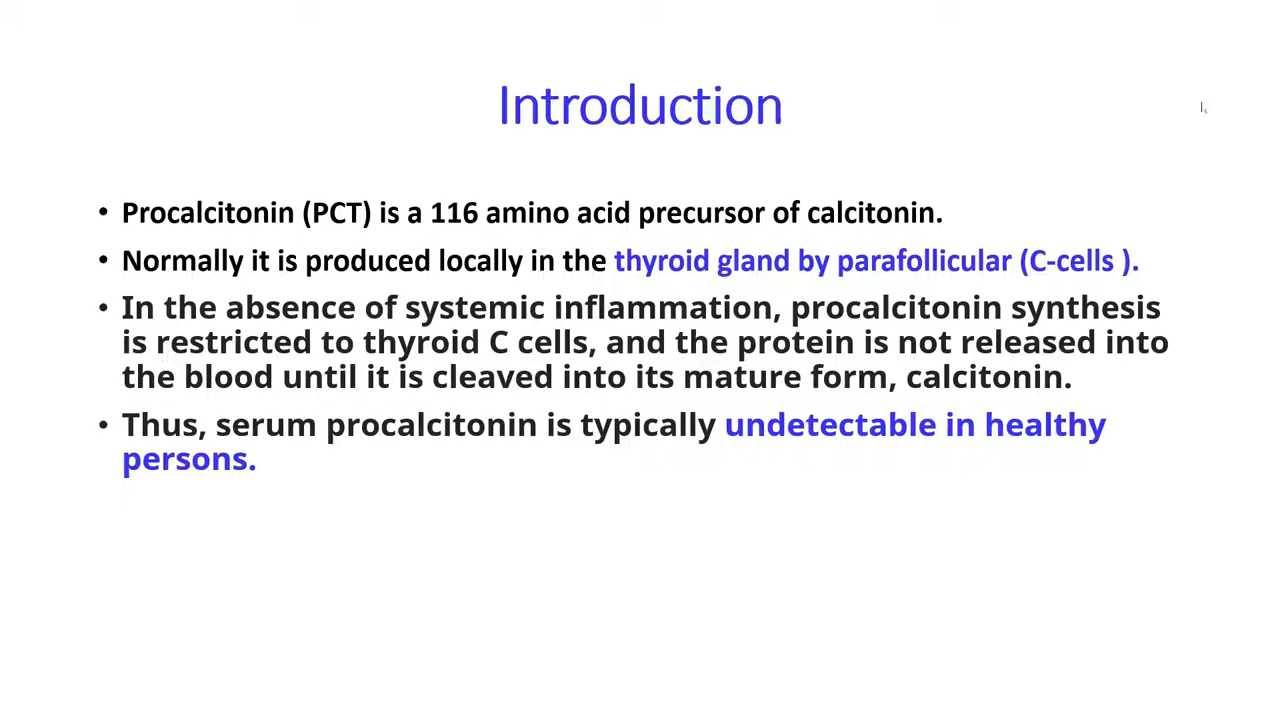 Introduction
• Procalcitonin (PCT) is a 116 amino acid precursor of calcitonin.
• Normally it is produced locally in the thyroid gland by parafollicular (C-cells ).
• In the absence of systemic inflammation, procalcitonin synthesis
is restricted to thyroid C cells, and the protein is not released into
the blood until it is cleaved into its mature form, calcitonin.
• Thus, serum procalcitonin is typically undetectable in healthy
persons.